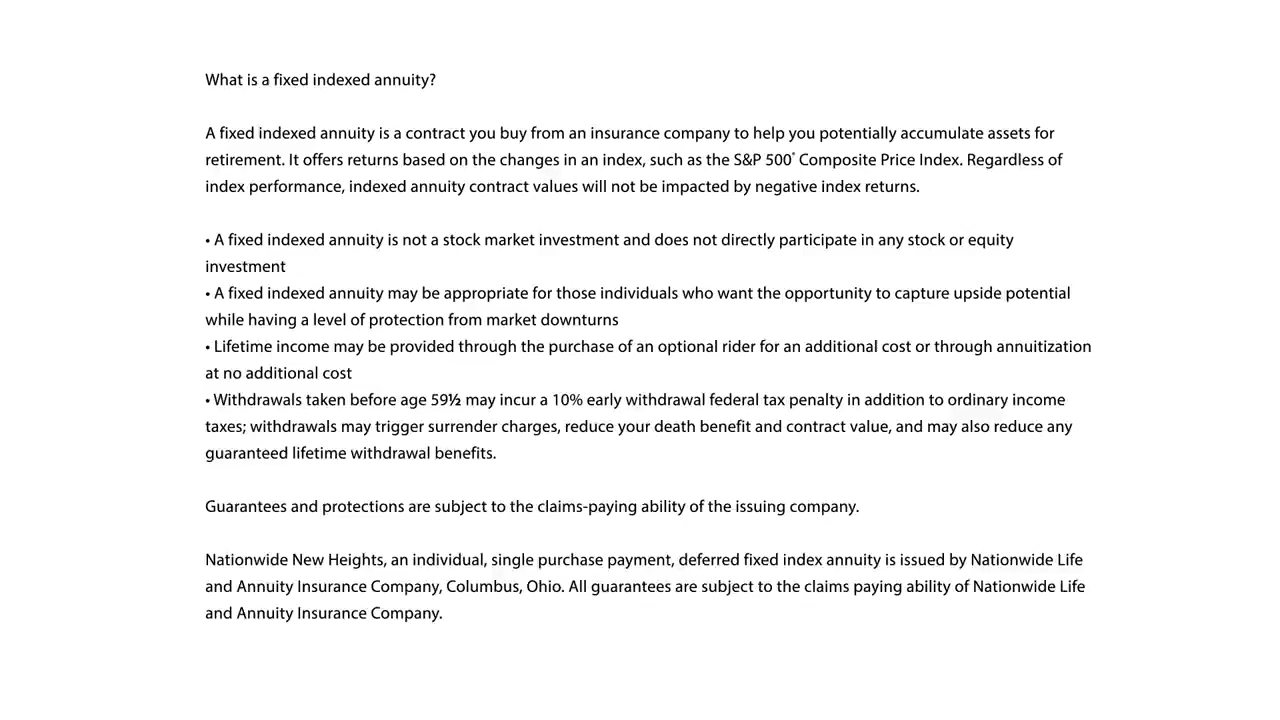 What is a fixed indexed annuity?
A fixed indexed annuity is a contract you buy from an insurance company to help you potentially accumulate assets for
retirement. It offers returns based on the changes in an index, such as the S&P 500® Composite Price Index. Regardless of
index performance, indexed annuity contract values will not be impacted by negative index returns.
• A fixed indexed annuity is not a stock market investment and does not directly participate in any stock or equity
investment
• A fixed indexed annuity may be appropriate for those individuals who want the opportunity to capture upside potential
while having a level of protection from market downturns
• Lifetime income may be provided through the purchase of an optional rider for an additional cost or through annuitization
at no additional cost
• Withdrawals taken before age 59½ may incur a 10% early withdrawal federal tax penalty in addition to ordinary income
taxes; withdrawals may trigger surrender charges, reduce your death benefit and contract value, and may also reduce any
guaranteed lifetime withdrawal benefits.
Guarantees and protections are subject to the claims-paying ability of the issuing company.
Nationwide New Heights, an individual, single purchase payment, deferred fixed index annuity is issued by Nationwide Life
and Annuity Insurance Company, Columbus, Ohio. All guarantees are subject to the claims paying ability of Nationwide Life
and Annuity Insurance Company.